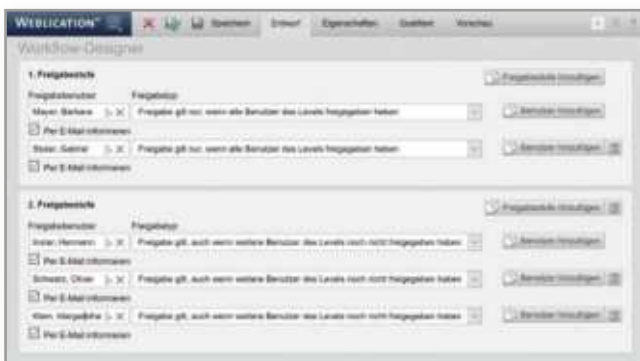 WEBLICATION® Speichern Entwurf Eigenschaften Quelltext Vorschau
Workflow-Designer
1. Freigabestufe Freigabestufe hinzufügen
Freigabebenutzer Freigabetyp
Mayer, Barbara Freigabe gilt nur, wenn alle Benutzer des Levels freigegeben haben Benutzer hinzufügen
Per E-Mail informieren
Gabriel Freigabe gilt nur, wenn alle Benutzer des Levels freigegeben haben Benutzer hinzufügen
Per E-Mail informieren
2. Freigabestufe Freigabestufe hinzufügen
Freigabebenutzer Freigabetyp
Hermann Freigabe gilt, auch wenn weitere Benutzer des Levels noch nicht freigegeben haben Benutzer hinzufügen
Per E-Mail informieren
Schwarz, Oliver Freigabe gilt, auch wenn weitere Benutzer des Levels noch nicht freigegeben haben Benutzer hinzufügen
Per E-Mail informieren
Klein, Freigabe gilt, auch wenn weitere Benutzer des Levels noch nicht freigegeben haben Benutzer hinzufügen
Per E-Mail informieren